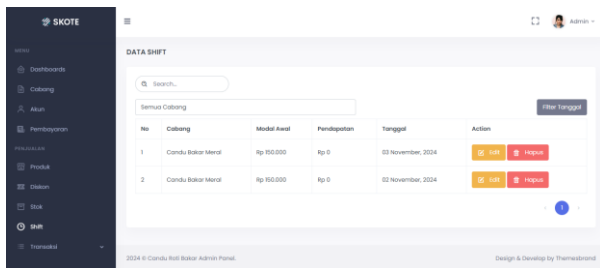 SKOTE
Admin
MENU
Dashboards
Cabang
Akun
Pembayaran
PENJUALAN
Produk
Diskon
Stok
Shift
Transaksi
DATA SHIFT
Search...
Semua Cabang
Filter Tanggal
No Cabang Modal Awal Pendapatan Tanggal Action
1 Candu Bakar Meral Rp 150.000 Rp 0 03 November, 2024 Edit Hapus
2 Candu Bakar Meral Rp 150.000 Rp 0 02 November, 2024 Edit Hapus
1
2024 © Candu Roti Bakar Admin Panel.
Design & Develop by Themesbrand